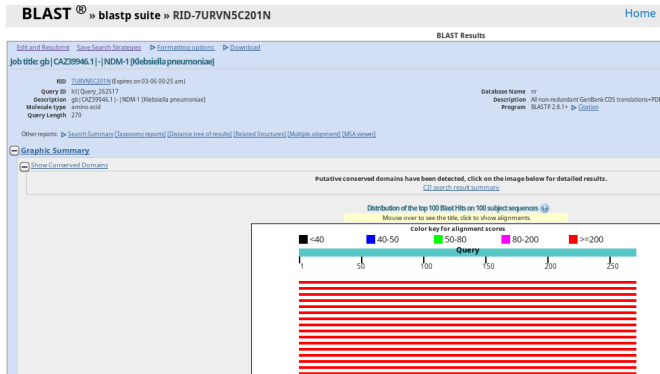 BLAST ® » blastp suite » RID-7URVN5C201N
Home
BLAST Results
Edit and Resubmit Save Search Strategies ▷ Formatting options ▷ Download
Job title: gb|CAZ39946.1|-|NDM-1 [Klebsiella pneumoniae]
RID 7URVN5C201N (Expires on 03-06 00:25 am)
Query ID lcl|Query_262517
Description gb|CAZ39946.1|-|NDM-1 [Klebsiella pneumoniae]
Molecule type amino acid
Query Length 270
Database Name nr
Description All non-redundant GenBank CDS translations+PDB
Program BLASTP 2.8.1+ ▷ Citation
Other reports: ▷ Search Summary [Taxonomy reports] [Distance tree of results] [Related Structures] [Multiple alignment] [MSA viewer]
Graphic Summary
Show Conserved Domains
Putative conserved domains have been detected, click on the image below for detailed results.
CD search result summary
Distribution of the top 100 Blast Hits on 100 subject sequences
Mouse over to see the title, click to show alignments
Color key for alignment scores
<40 40-50 50-80 80-200 >=200
Query
1 50 100 150 200 250